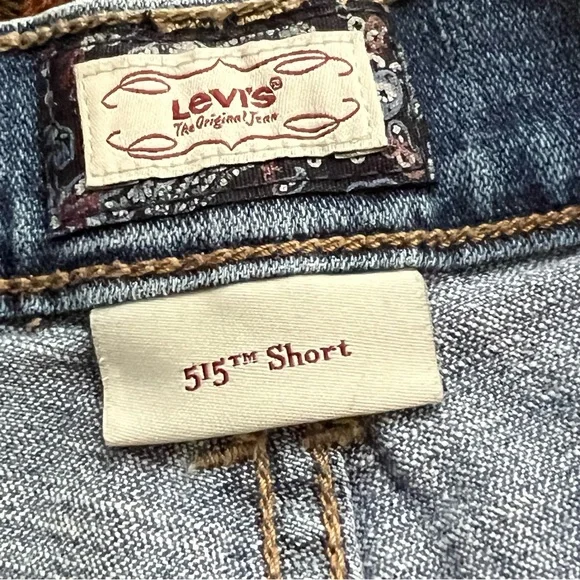 Levi's®
The Original Jean
515™ Short